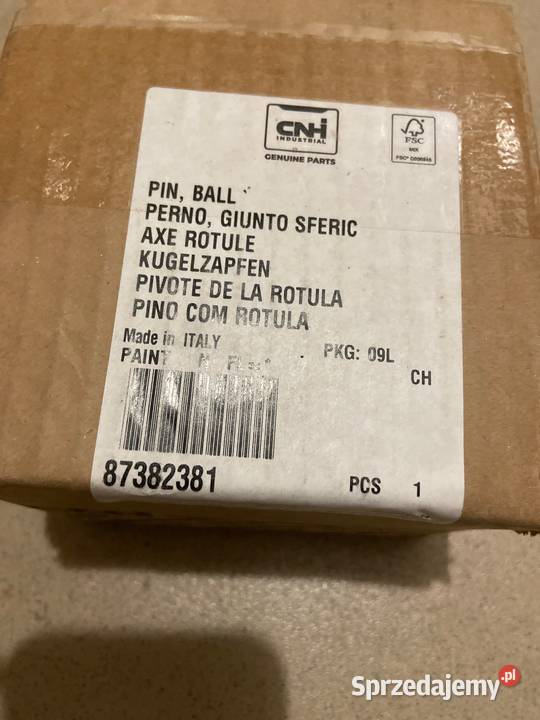 CNH
INDUSTRIAL
GENUINE PARTS
FSC
MIX
PIN, BALL
PERNO, GIUNTO SFERIC
AXE ROTULE
KUGELZAPFEN
PIVOTE DE LA ROTULA
PINO COM ROTULA
Made in ITALY
PKG: 09L
PAINT
CH
87382381
PCS 1
Sprzedajemy.pl